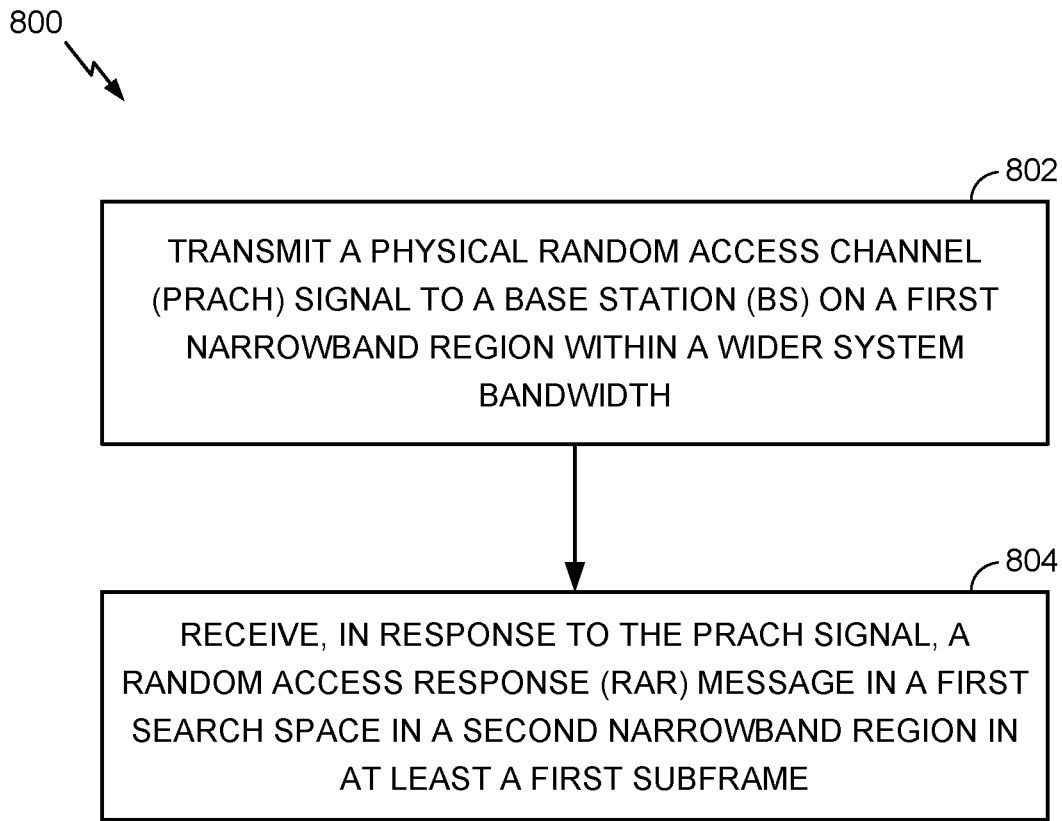 800
802
TRANSMIT A PHYSICAL RANDOM ACCESS CHANNEL
(PRACH) SIGNAL TO A BASE STATION (BS) ON A FIRST
NARROWBAND REGION WITHIN A WIDER SYSTEM
BANDWIDTH
804
RECEIVE, IN RESPONSE TO THE PRACH SIGNAL, A
RANDOM ACCESS RESPONSE (RAR) MESSAGE IN A FIRST
SEARCH SPACE IN A SECOND NARROWBAND REGION IN
AT LEAST A FIRST SUBFRAME